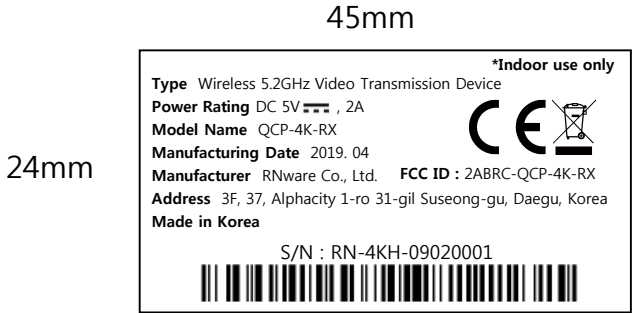 45mm
24mm
*Indoor use only
Type Wireless 5.2GHz Video Transmission Device
Power Rating DC 5V , 2A
Model Name QCP-4K-RX
Manufacturing Date 2019. 04
Manufacturer RNware Co., Ltd. FCC ID : 2ABRC-QCP-4K-RX
Address 3F, 37, Alphacity 1-ro 31-gil Suseong-gu, Daegu, Korea
Made in Korea
CE
S/N : RN-4KH-09020001